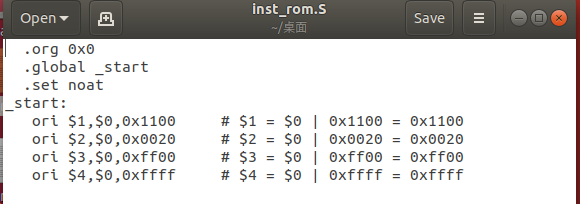 Open
inst_rom.S
~/桌面
Save
.org 0x0
.global _start
.set noat
_start:
ori $1,$0,0x1100 # $1 = $0 | 0x1100 = 0x1100
ori $2,$0,0x0020 # $2 = $0 | 0x0020 = 0x0020
ori $3,$0,0xff00 # $3 = $0 | 0xff00 = 0xff00
ori $4,$0,0xffff # $4 = $0 | 0xffff = 0xffff